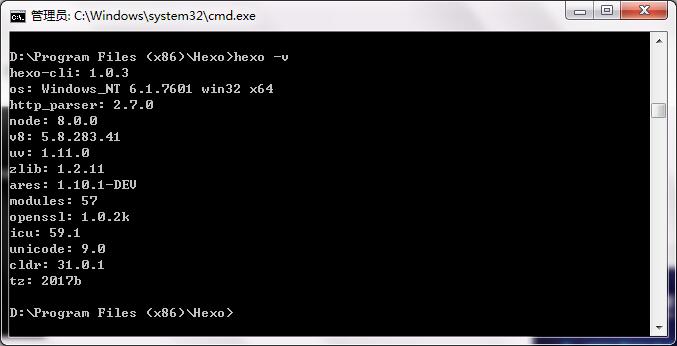 管理员: C:\Windows\system32\cmd.exe
D:\Program Files (x86)\Hexo>hexo -v
hexo-cli: 1.0.3
os: Windows_NT 6.1.7601 win32 x64
http_parser: 2.7.0
node: 8.0.0
v8: 5.8.283.41
uv: 1.11.0
zlib: 1.2.11
ares: 1.10.1-DEV
modules: 57
openssl: 1.0.2k
icu: 59.1
unicode: 9.0
cldr: 31.0.1
tz: 2017b
D:\Program Files (x86)\Hexo>